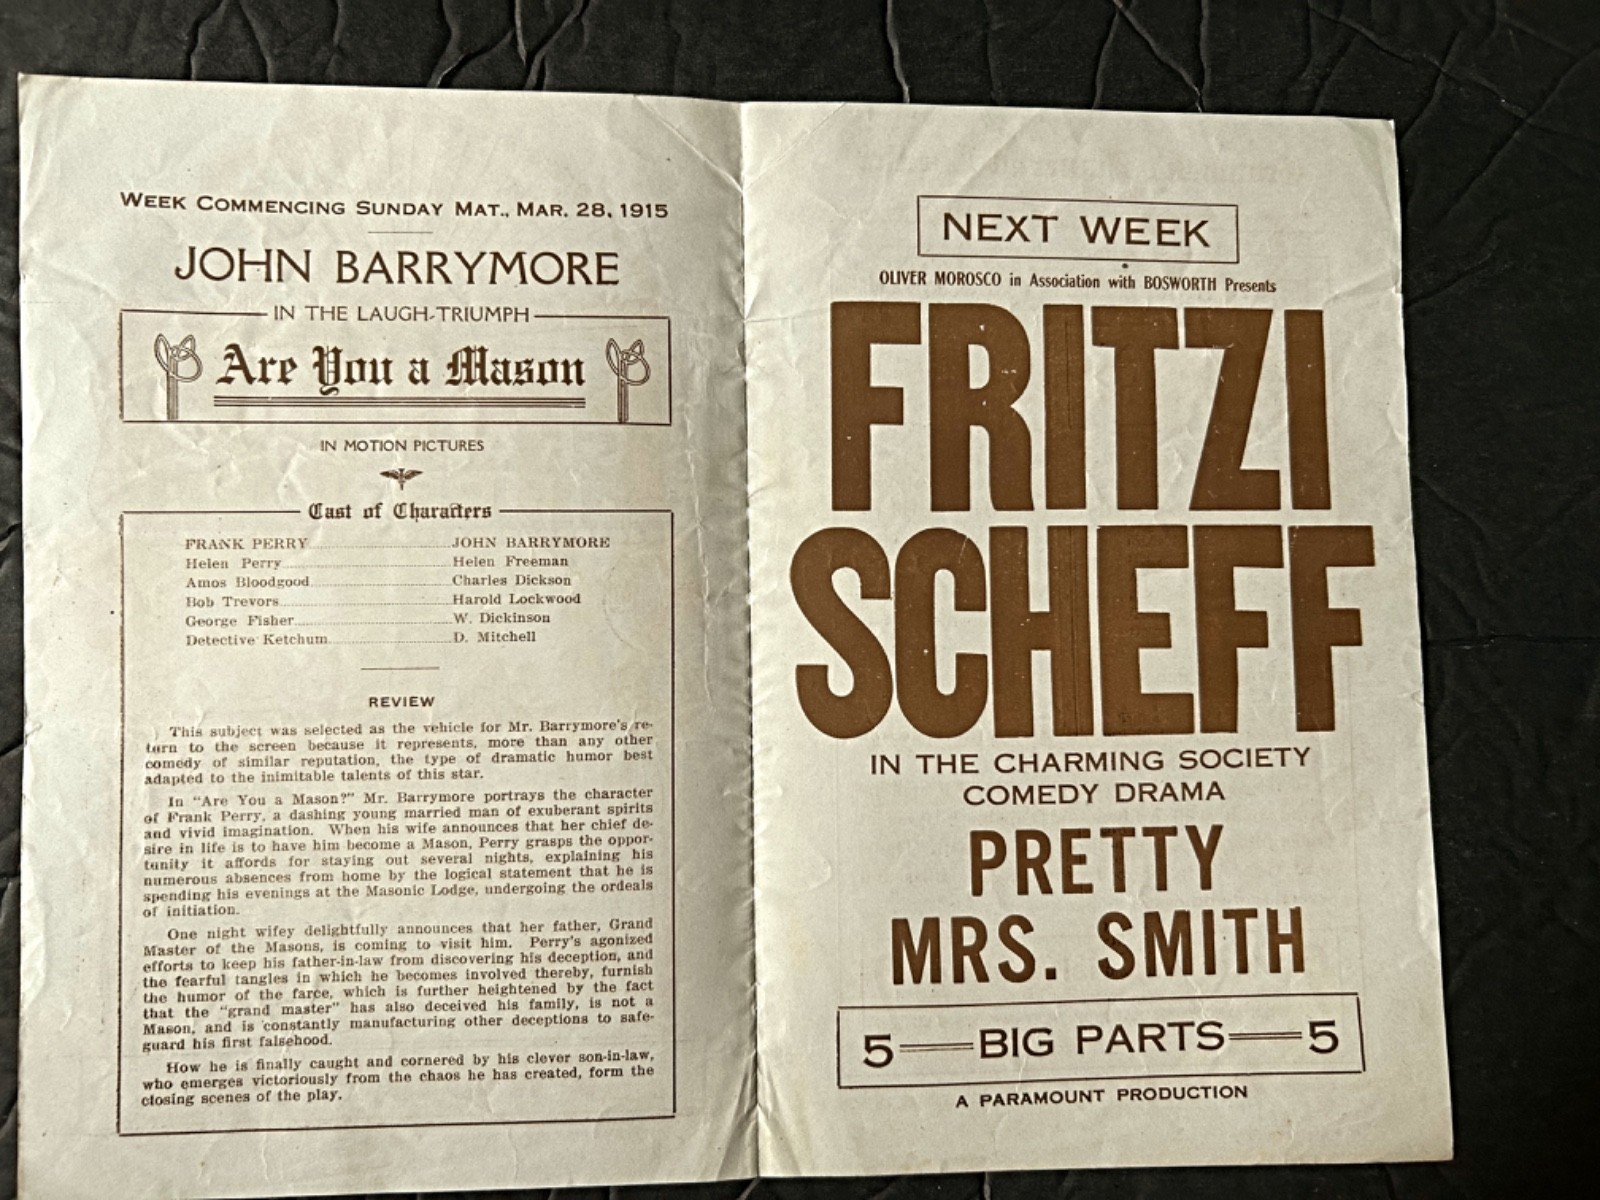 WEEK COMMENCING SUNDAY MAT., MAR. 28, 1915
JOHN BARRYMORE
IN THE LAUGH-TRIUMPH
Are You a Mason
IN MOTION PICTURES
Cast of Characters
FRANK PERRY JOHN BARRYMORE
Helen Perry Helen Freeman
Amos Bloodgood Charles Dickson
Bob Trevors Harold Lockwood
George Fisher W. Dickinson
Detective Ketchum D. Mitchell
REVIEW
This subject was selected as the vehicle for Mr. Barrymore's re-
turn to the screen because it represents, more than any other
comedy of similar reputation, the type of dramatic humor best
adapted to the inimitable talents of this star.
In "Are You a Mason?" Mr. Barrymore portrays the character
of Frank Perry, a dashing young married man of exuberant spirits
and vivid imagination. When his wife announces that her chief de-
sire in life is to have him become a Mason, Perry grasps the oppor-
tunity it affords for staying out several nights, explaining his
numerous absences from home by the logical statement that he is
spending his evenings at the Masonic Lodge, undergoing the ordeals
of initiation.
One night wifey delightfully announces that her father, Grand
Master of the Masons, is coming to visit him. Perry's agonized
efforts to keep his father-in-law from discovering his deception, and
the fearful tangles in which he becomes involved thereby, furnish
the humor of the farce, which is further heightened by the fact
that the "grand master" has also deceived his family, is not a
Mason, and is constantly manufacturing other deceptions to safe-
guard his first falsehood.
How he is finally caught and cornered by his clever son-in-law,
who emerges victoriously from the chaos he has created, form the
closing scenes of the play.
NEXT WEEK
OLIVER MOROSCO in Association with BOSWORTH Presents
FRITZI
SCHEFF
IN THE CHARMING SOCIETY
COMEDY DRAMA
PRETTY
MRS. SMITH
5 BIG PARTS 5
A PARAMOUNT PRODUCTION